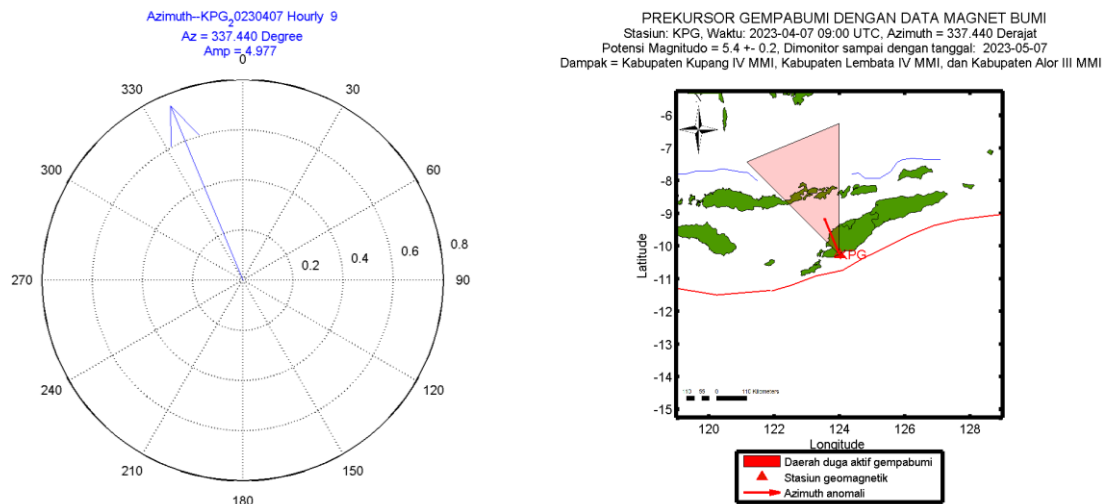 Azimuth--KPG20230407 Hourly 9
Az = 337.440 Degree
Amp = 4.977
0
30
60
90
120
150
180
210
240
270
300
330
0.2
0.4
0.6
0.8
PREKURSOR GEMPABUMI DENGAN DATA MAGNET BUMI
Stasiun: KPG, Waktu: 2023-04-07 09:00 UTC, Azimuth = 337.440 Derajat
Potensi Magnitudo = 5.4 +- 0.2, Dimonitor sampai dengan tanggal: 2023-05-07
Dampak = Kabupaten Kupang IV MMI, Kabupaten Lembata IV MMI, dan Kabupaten Alor III MMI
Latitude
-6
-7
-8
-9
-10
-11
-12
-13
-14
-15
KPG
0
110 Kilometers
120
122
124
126
128
Longitude
Daerah duga aktif gempabumi
Stasiun geomagnetik
Azimuth anomali